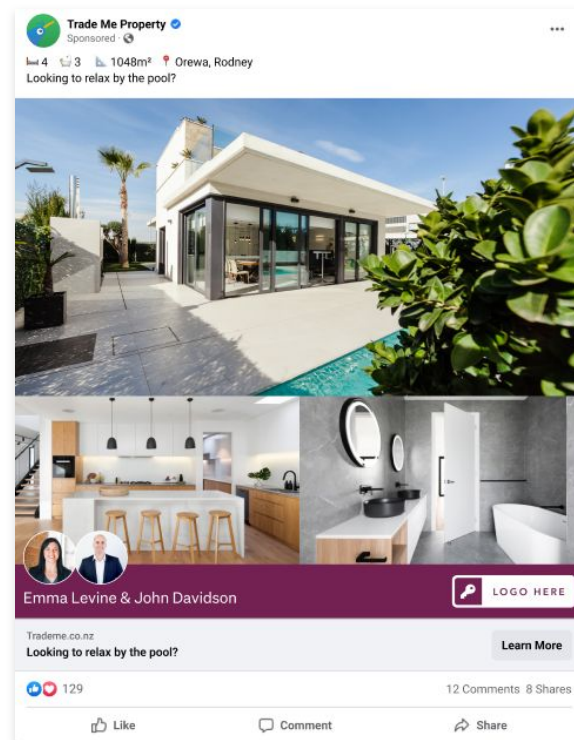 Trade Me Property
Sponsored ·
4 3 1048m² Orewa, Rodney
Looking to relax by the pool?
Emma Levine & John Davidson
LOGO HERE
Trademe.co.nz
Looking to relax by the pool?
Learn More
129
12 Comments 8 Shares
Like Comment Share